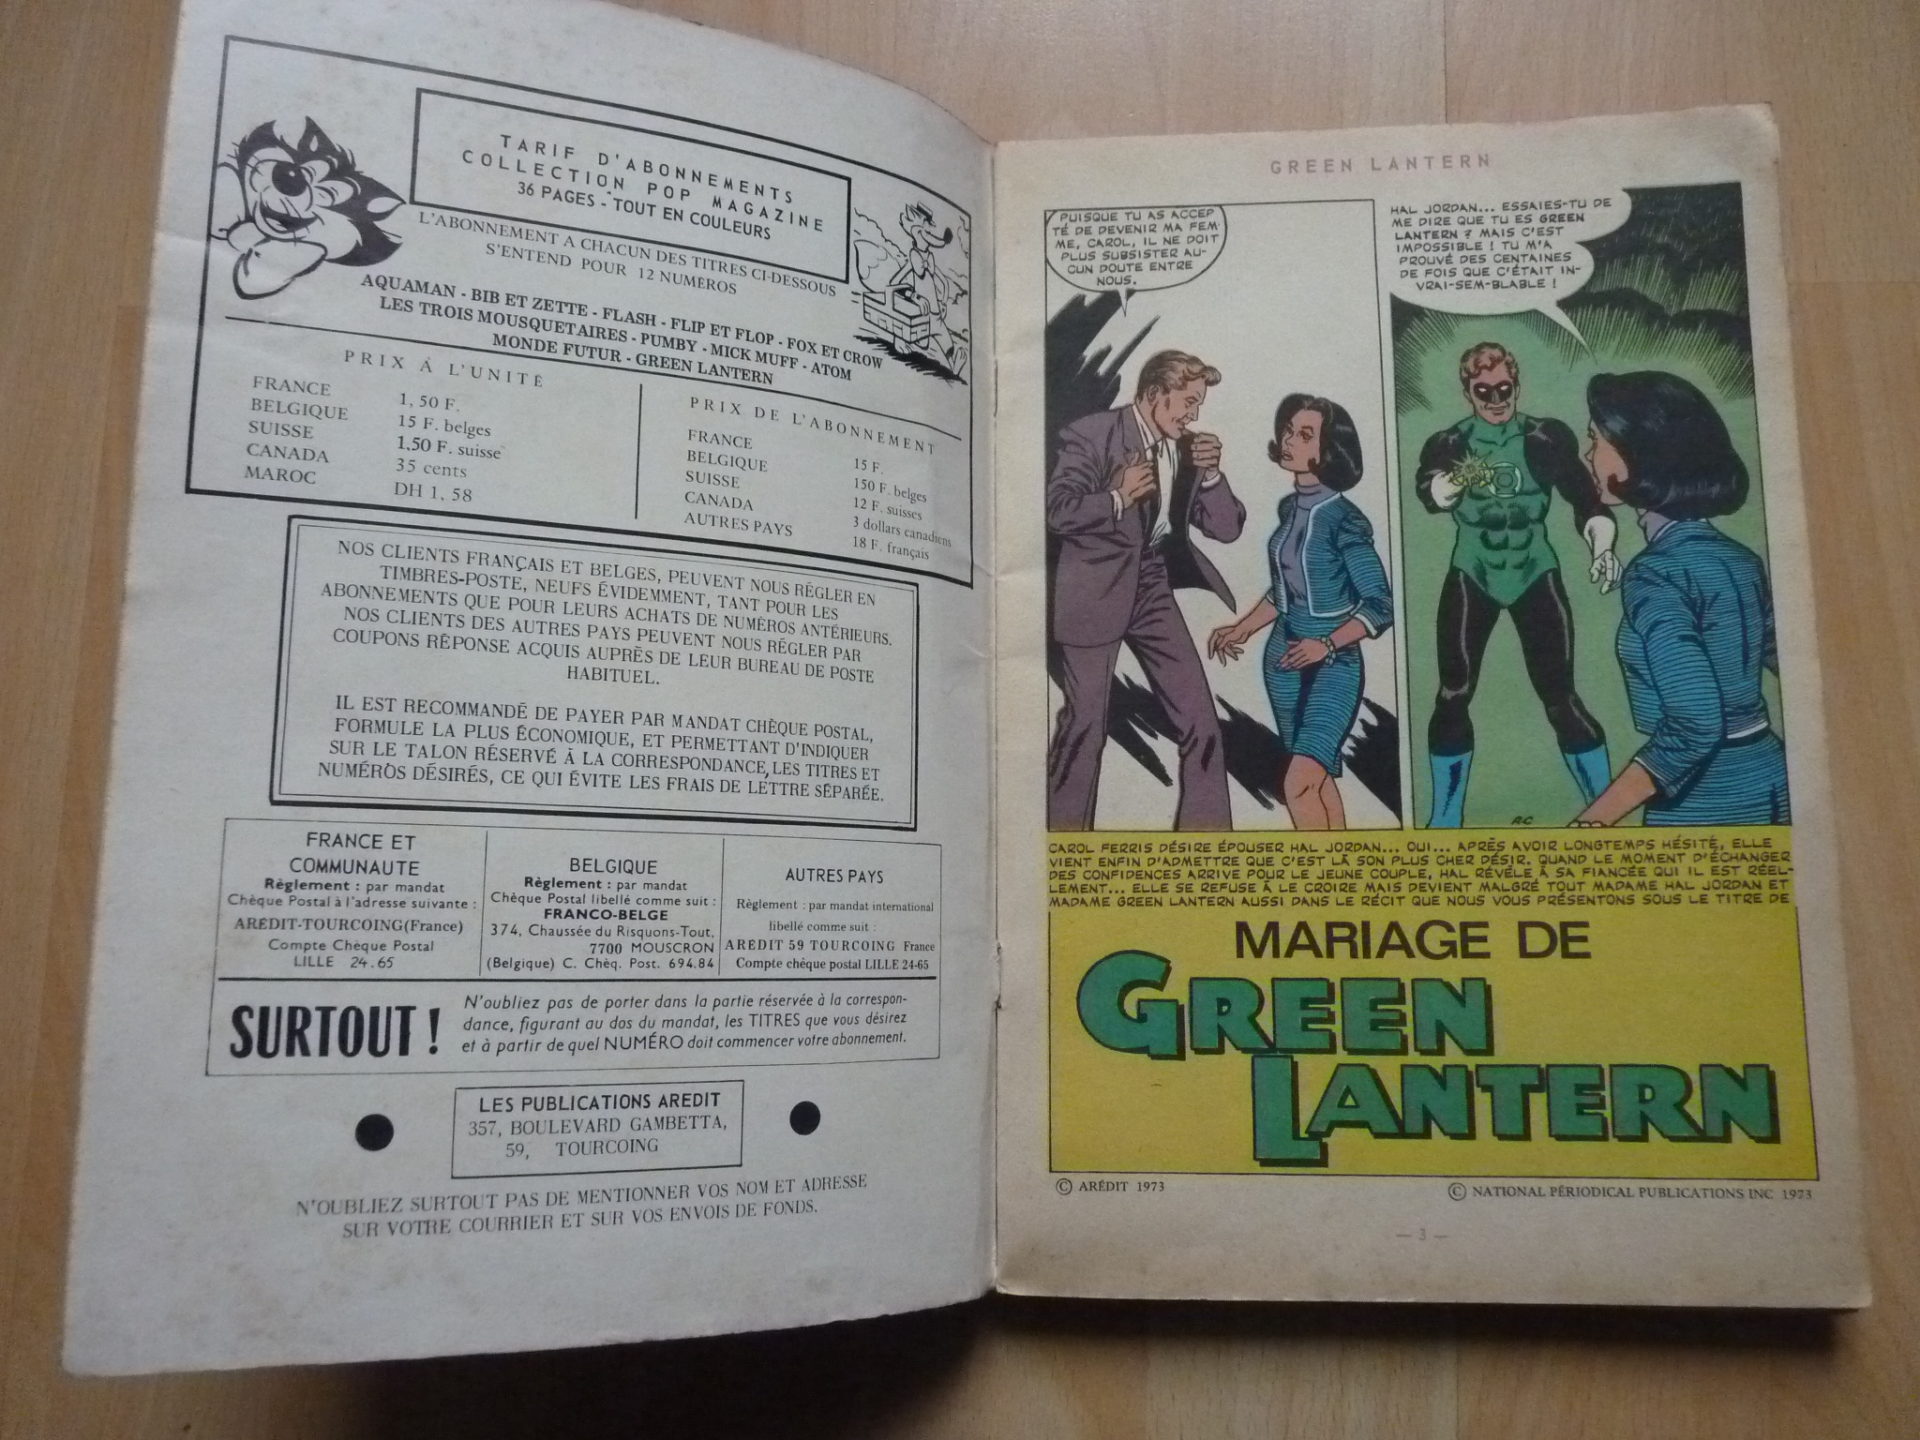 TARIF D'ABONNEMENTS
COLLECTION POP MAGAZINE
36 PAGES - TOUT EN COULEURS
L'ABONNEMENT A CHACUN DES TITRES CI-DESSOUS
S'ENTEND POUR 12 NUMÉROS
AQUAMAN - BIB ET ZETTE - FLASH - FLIP ET FLOP - FOX ET CROW
LES TROIS MOUSQUETAIRES - PUMBY - MICK MUFF - ATOM
MONDE FUTUR - GREEN LANTERN
PRIX À L'UNITÉ
FRANCE 1, 50 F.
BELGIQUE 15 F. belges
SUISSE 1.50 F. suisse
CANADA 35 cents
MAROC DH 1, 58
PRIX DE L'ABONNEMENT
FRANCE 15 F.
BELGIQUE 150 F. belges
SUISSE 12 F. suisses
CANADA 3 dollars canadiens
AUTRES PAYS 18 F. français
NOS CLIENTS FRANÇAIS ET BELGES, PEUVENT NOUS RÉGLER EN
TIMBRES-POSTE, NEUFS ÉVIDEMMENT, TANT POUR LES
ABONNEMENTS QUE POUR LEURS ACHATS DE NUMÉROS ANTÉRIEURS.
NOS CLIENTS DES AUTRES PAYS PEUVENT NOUS RÉGLER PAR
COUPONS RÉPONSE ACQUIS AUPRÈS DE LEUR BUREAU DE POSTE
HABITUEL.
IL EST RECOMMANDÉ DE PAYER PAR MANDAT CHÈQUE POSTAL,
FORMULE LA PLUS ÉCONOMIQUE, ET PERMETTANT D'INDIQUER
SUR LE TALON RÉSERVÉ À LA CORRESPONDANCE, LES TITRES ET
NUMÉROS DÉSIRÉS, CE QUI ÉVITE LES FRAIS DE LETTRE SÉPARÉE.
FRANCE ET
COMMUNAUTE
Règlement : par mandat
Chèque Postal à l'adresse suivante :
ARÉDIT-TOURCOING (France)
Compte Chèque Postal
LILLE 24.65
BELGIQUE
Règlement : par mandat
Chèque Postal libellé comme suit :
FRANCO-BELGE
374, Chaussée du Risquons-Tout,
7700 MOUSCRON
(Belgique) C. Chèq. Post. 694.84
AUTRES PAYS
Règlement : par mandat international
libellé comme suit :
ARÉDIT 59 TOURCOING France
Compte chèque postal LILLE 24-65
SURTOUT !
N'oubliez pas de porter dans la partie réservée à la correspon-
dance, figurant au dos du mandat, les TITRES que vous désirez
et à partir de quel NUMÉRO doit commencer votre abonnement.
LES PUBLICATIONS AREDIT
357, BOULEVARD GAMBETTA,
59, TOURCOING
N'OUBLIEZ SURTOUT PAS DE MENTIONNER VOS NOM ET ADRESSE
SUR VOTRE COURRIER ET SUR VOS ENVOIS DE FONDS.
GREEN LANTERN
PUISQUE TU AS ACCEP
TÉ DE DEVENIR MA FEM-
ME, CAROL, IL NE DOIT
PLUS SUBSISTER AU-
CUN DOUTE ENTRE
NOUS.
HAL JORDAN... ESSAIES-TU DE
ME DIRE QUE TU ES GREEN
LANTERN ? MAIS C'EST
IMPOSSIBLE ! TU M'A
PROUVÉ DES CENTAINES
DE FOIS QUE C'ÉTAIT IN-
VRAI-SEM-BLABLE !
RC
CAROL FERRIS DÉSIRE ÉPOUSER HAL JORDAN... OUI... APRÈS AVOIR LONGTEMPS HÉSITÉ, ELLE
VIENT ENFIN D'ADMETTRE QUE C'EST LÀ SON PLUS CHER DÉSIR. QUAND LE MOMENT D'ÉCHANGER
DES CONFIDENCES ARRIVE POUR LE JEUNE COUPLE, HAL RÉVÈLE À SA FIANCÉE QUI IL EST RÉEL-
LEMENT... ELLE SE REFUSE À LE CROIRE MAIS DEVIENT MALGRÉ TOUT MADAME HAL JORDAN ET
MADAME GREEN LANTERN AUSSI DANS LE RÉCIT QUE NOUS VOUS PRÉSENTONS SOUS LE TITRE DE
MARIAGE DE
GREEN
LANTERN
© ARÉDIT 1973
© NATIONAL PÉRIODICAL PUBLICATIONS INC 1973
— 3 —